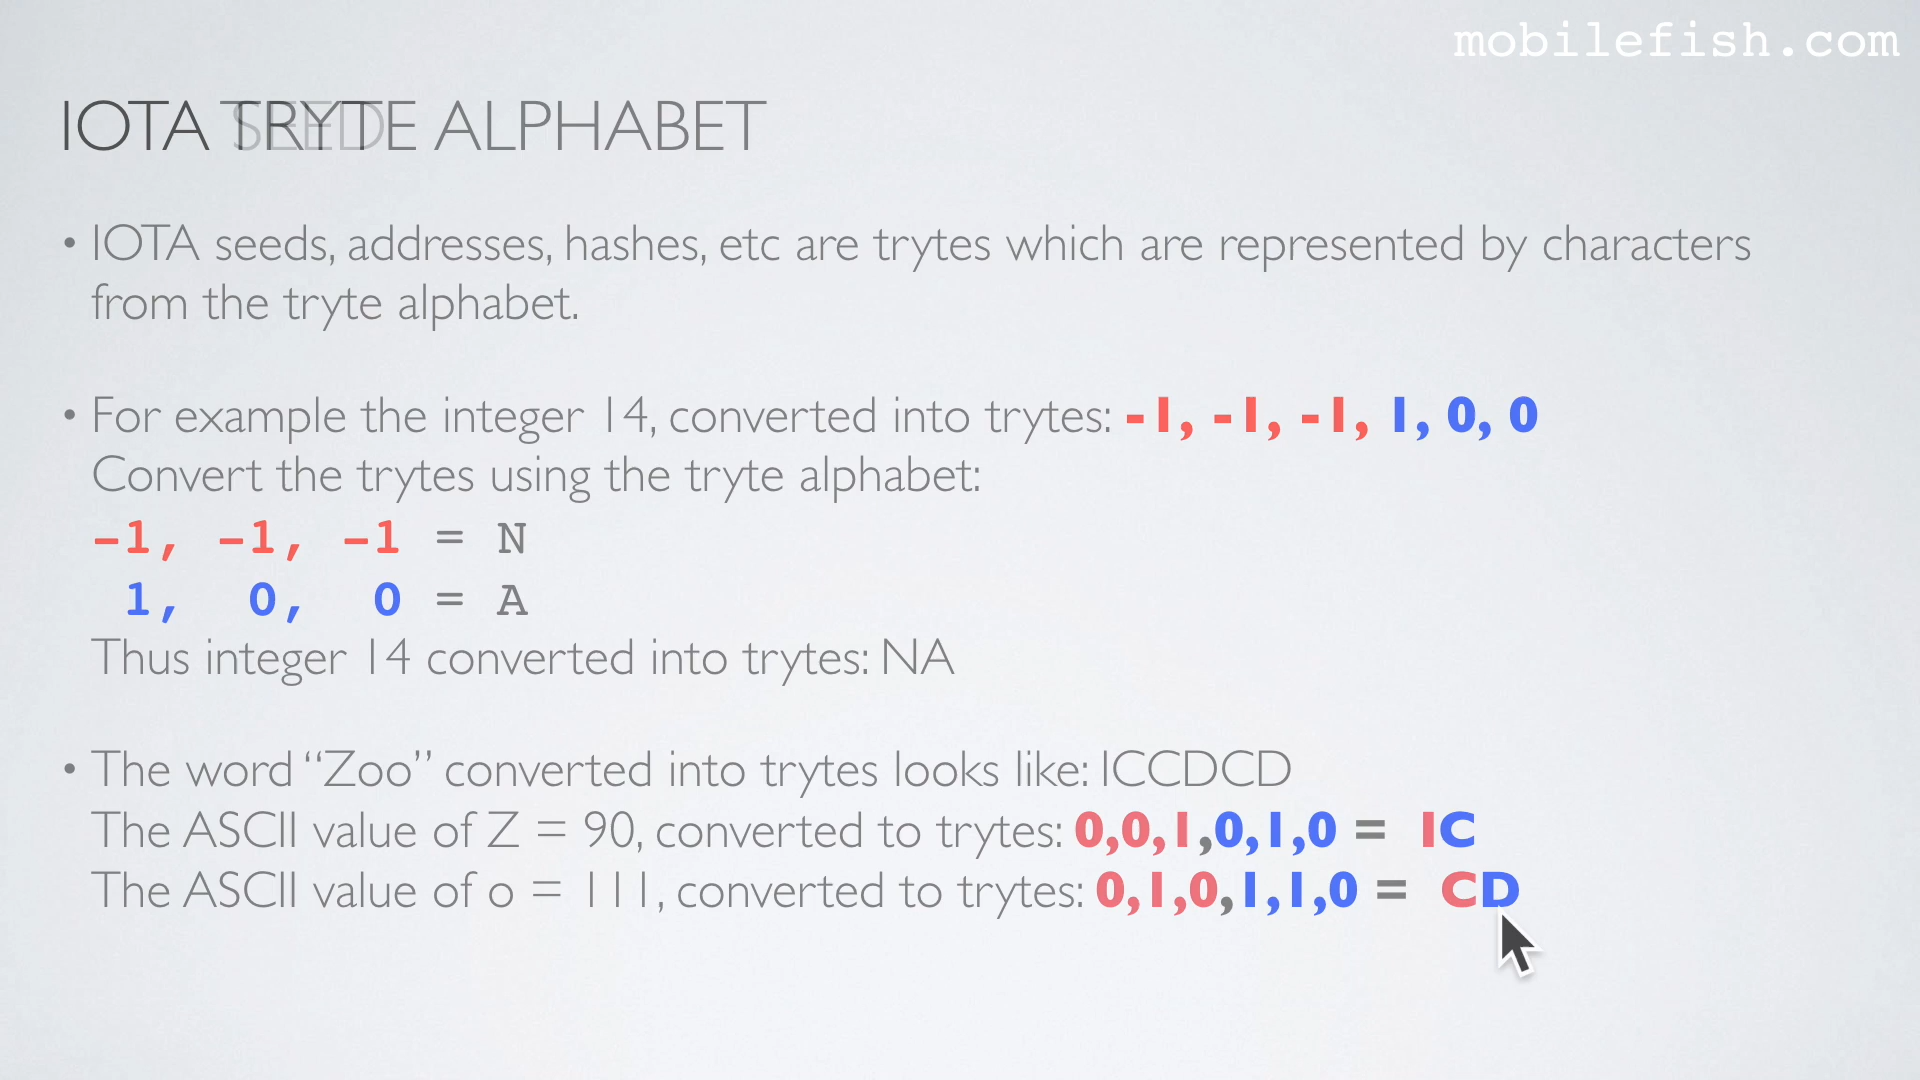 mobilefish.com
IOTA TRYTE ALPHABET
SEED
• IOTA seeds, addresses, hashes, etc are trytes which are represented by characters
from the tryte alphabet.
• For example the integer 14, converted into trytes: -1, -1, -1, 1, 0, 0
Convert the trytes using the tryte alphabet:
-1, -1, -1 = N
1, 0, 0 = A
Thus integer 14 converted into trytes: NA
• The word “Zoo” converted into trytes looks like: ICCDCD
The ASCII value of Z = 90, converted to trytes: 0,0,1,0,1,0 = IC
The ASCII value of o = 111, converted to trytes: 0,1,0,1,1,0 = CD